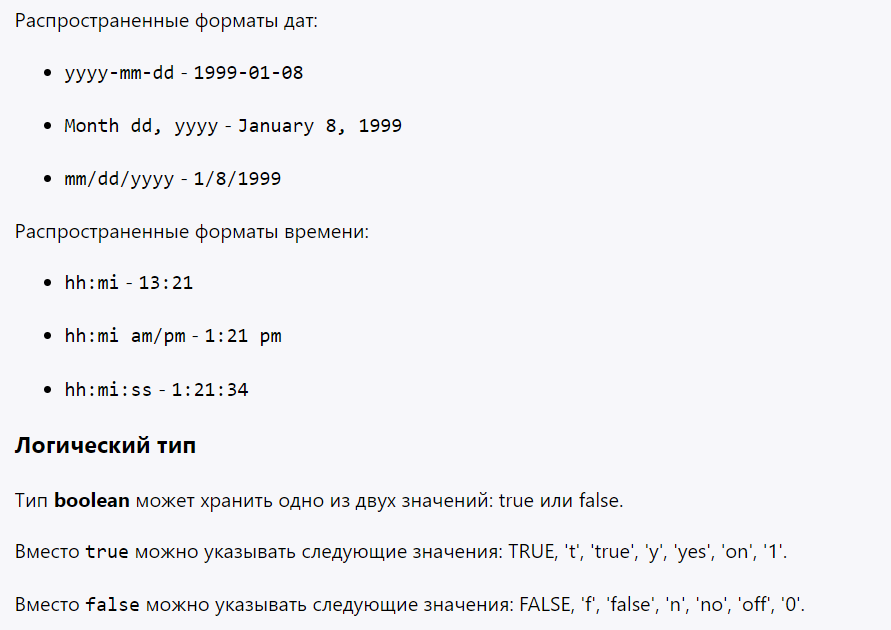 Распространенные форматы дат:
• yyyy-mm-dd - 1999-01-08
• Month dd, yyyy - January 8, 1999
• mm/dd/yyyy - 1/8/1999
Распространенные форматы времени:
• hh:mi - 13:21
• hh:mi am/pm - 1:21 pm
• hh:mi:ss - 1:21:34
Логический тип
Тип boolean может хранить одно из двух значений: true или false.
Вместо true можно указывать следующие значения: TRUE, 't', 'true', 'y', 'yes', 'on', '1'.
Вместо false можно указывать следующие значения: FALSE, 'f', 'false', 'n', 'no', 'off', '0'.